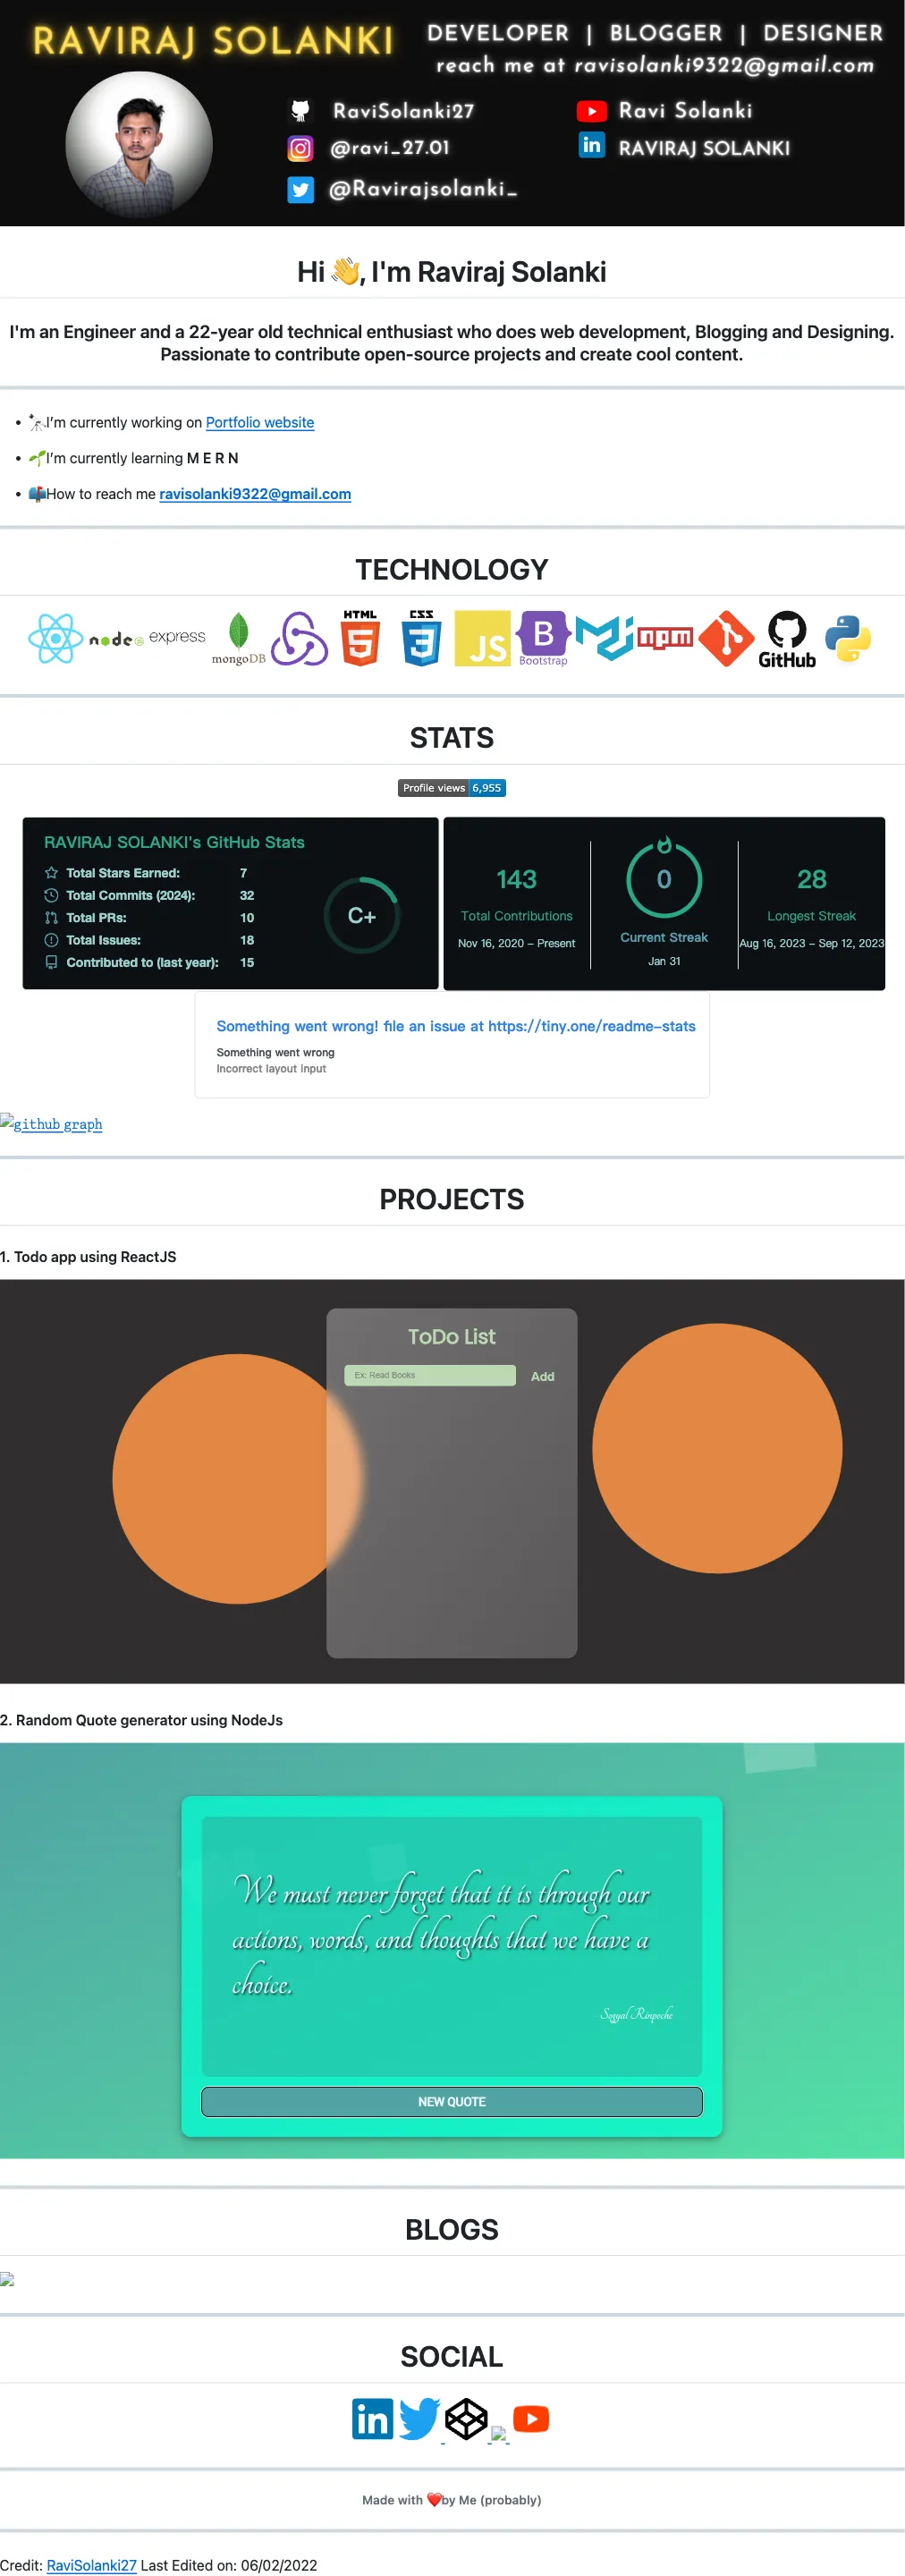 RAVIRAJ SOLANKI
DEVELOPER | BLOGGER | DESIGNER
reach me at ravisolanki9322@gmail.com
RaviSolanki27
Ravi Solanki
@ravi_27.01
RAVIRAJ SOLANKI
@Ravirajsolanki_
Hi 👋, I'm Raviraj Solanki
I'm an Engineer and a 22-year old technical enthusiast who does web development, Blogging and Designing.
Passionate to contribute open-source projects and create cool content.
• 🔭I'm currently working on Portfolio website
• 🌱I'm currently learning M E R N
• 📫How to reach me ravisolanki9322@gmail.com
TECHNOLOGY
node express mongoDB HTML 5 CSS 3 JS B Bootstrap npm GitHub
STATS
Profile views 6,955
RAVIRAJ SOLANKI's GitHub Stats
Total Stars Earned: 7
Total Commits (2024): 32
Total PRs: 10
Total Issues: 18
Contributed to (last year): 15
C+
143
Total Contributions
Nov 16, 2020 – Present
0
Current Streak
Jan 31
28
Longest Streak
Aug 16, 2023 – Sep 12, 2023
Something went wrong! file an issue at https://tiny.one/readme-stats
Something went wrong
Incorrect layout input
github graph
PROJECTS
1. Todo app using ReactJS
ToDo List
Ex: Read Books
Add
2. Random Quote generator using NodeJs
We must never forget that it is through our
actions, words, and thoughts that we have a
choice.
Sogyal Rinpoche
NEW QUOTE
BLOGS
SOCIAL
in
Made with ❤️by Me (probably)
Credit: RaviSolanki27 Last Edited on: 06/02/2022